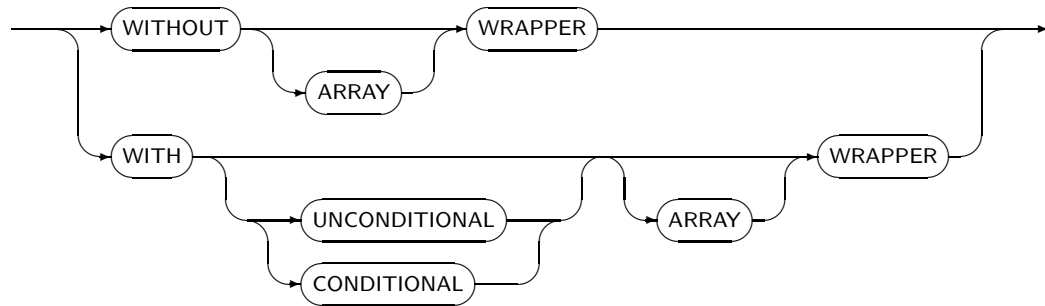 WITHOUT WRAPPER
ARRAY
WITH WRAPPER
UNCONDITIONAL ARRAY
CONDITIONAL